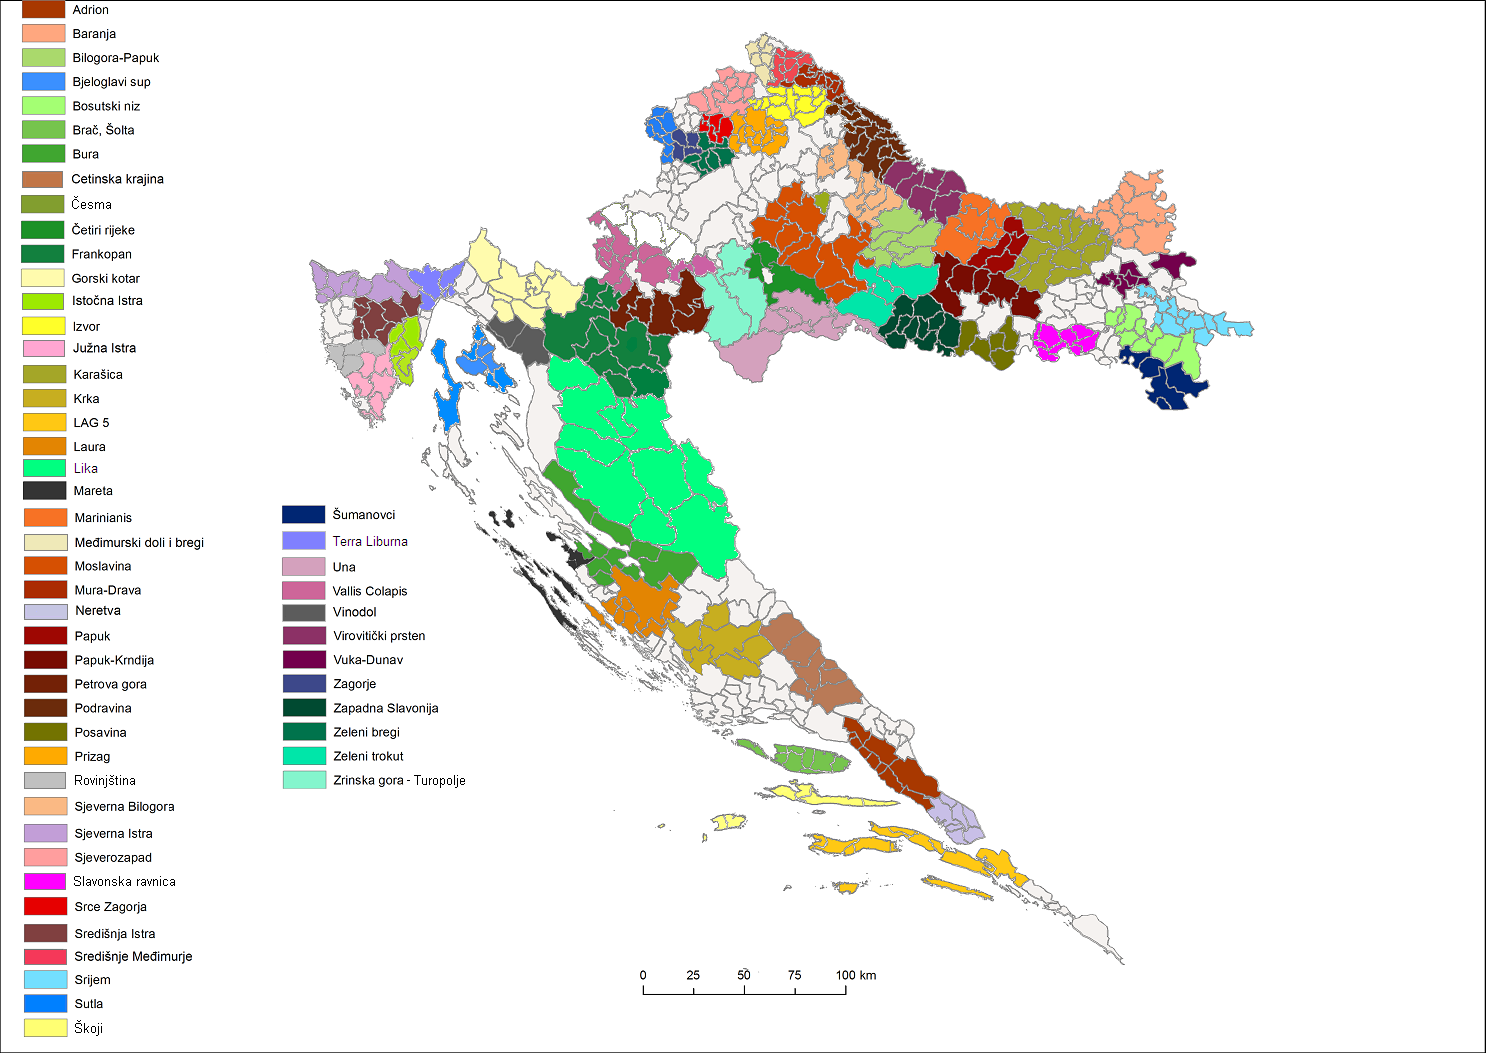 Adrion
Baranja
Bilogora-Papuk
Bjeloglavi sup
Bosutski niz
Brač, Šolta
Bura
Cetinska krajina
Česma
Četiri rijeke
Frankopan
Gorski kotar
Istočna Istra
Izvor
Južna Istra
Karašica
Krka
LAG 5
Laura
Lika
Mareta
Marinianis
Međimurski doli i bregi
Moslavina
Mura-Drava
Neretva
Papuk
Papuk-Krndija
Petrova gora
Podravina
Posavina
Prizag
Rovinjština
Sjeverna Bilogora
Sjeverna Istra
Sjeverozapad
Slavonska ravnica
Srce Zagorja
Središnja Istra
Središnje Međimurje
Srijem
Sutla
Škoji
Šumanovci
Terra Liburna
Una
Vallis Colapis
Vinodol
Virovitički prsten
Vuka-Dunav
Zagorje
Zapadna Slavonija
Zeleni bregi
Zeleni trokut
Zrinska gora - Turopolje
0 25 50 75 100 km